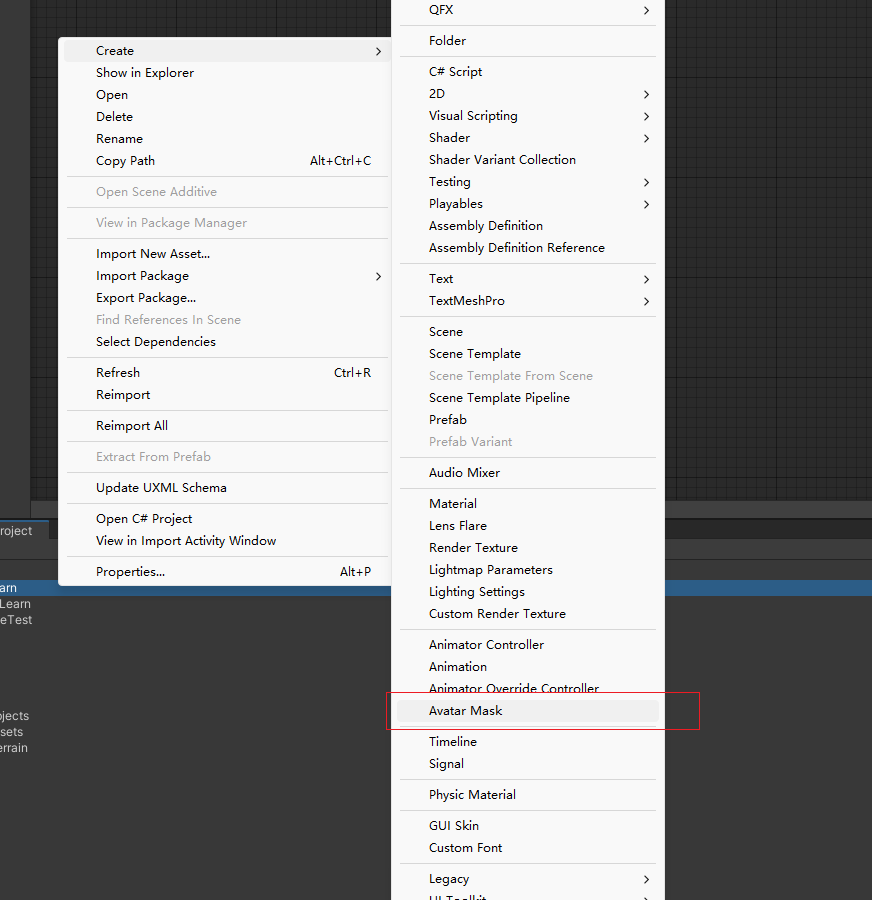 Create
Show in Explorer
Open
Delete
Rename
Copy Path Alt+Ctrl+C
Open Scene Additive
View in Package Manager
Import New Asset...
Import Package
Export Package...
Find References In Scene
Select Dependencies
Refresh Ctrl+R
Reimport
Reimport All
Extract From Prefab
Update UXML Schema
Open C# Project
View in Import Activity Window
Properties... Alt+P
QFX
Folder
C# Script
2D
Visual Scripting
Shader
Shader Variant Collection
Testing
Playables
Assembly Definition
Assembly Definition Reference
Text
TextMeshPro
Scene
Scene Template
Scene Template From Scene
Scene Template Pipeline
Prefab
Prefab Variant
Audio Mixer
Material
Lens Flare
Render Texture
Lightmap Parameters
Lighting Settings
Custom Render Texture
Animator Controller
Animation
Animator Override Controller
Avatar Mask
Timeline
Signal
Physic Material
GUI Skin
Custom Font
Legacy
UI Toolkit
roject
arn
Learn
eTest
ojects
sets
errain